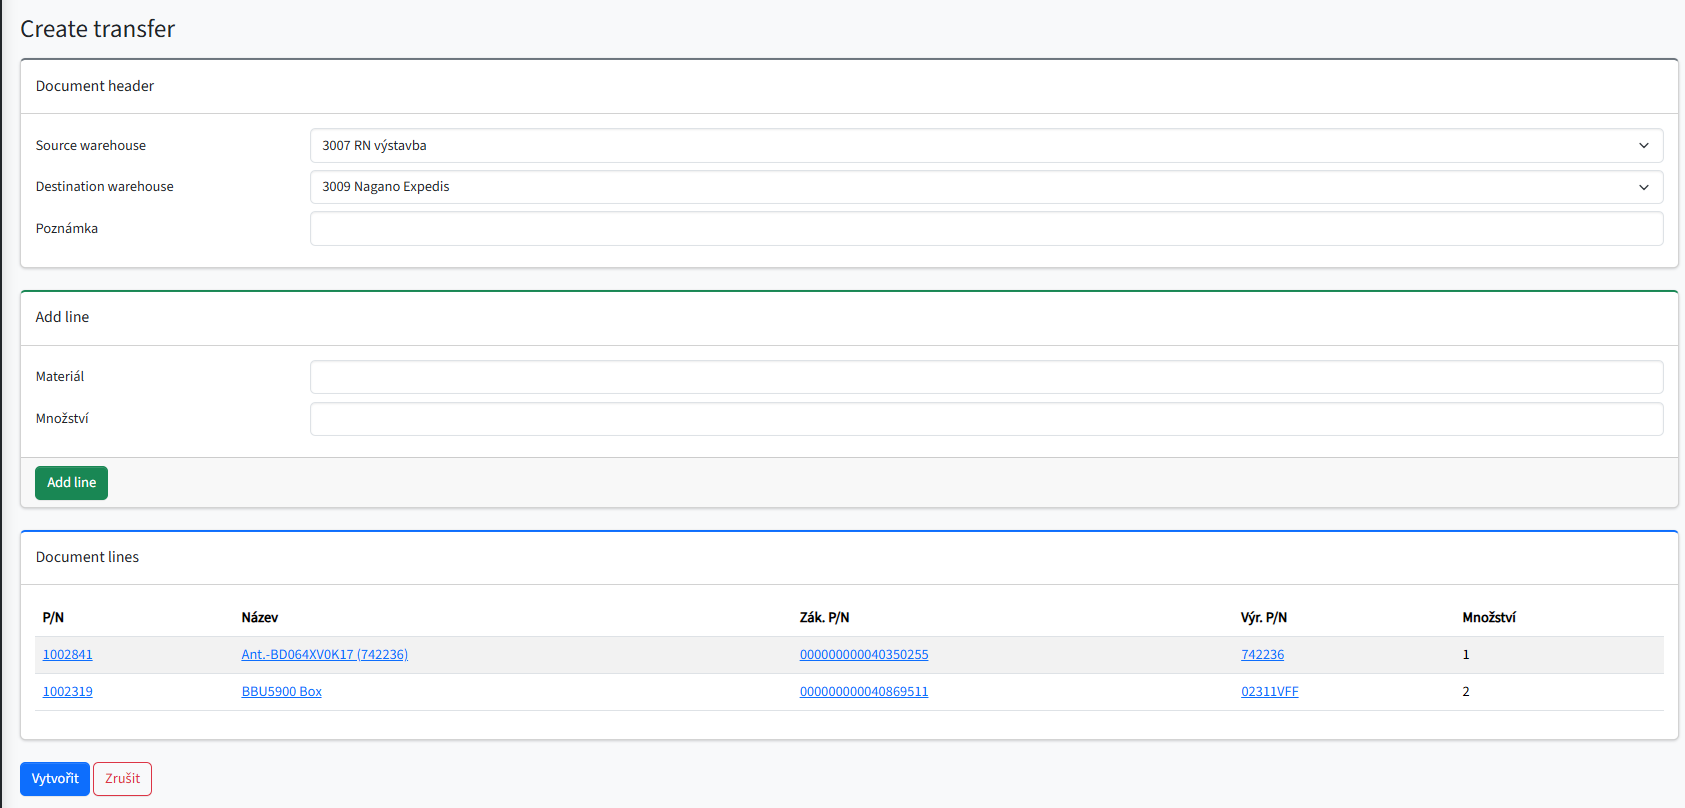 Create transfer
Document header
Source warehouse 3007 RN výstavba
Destination warehouse 3009 Nagano Expedis
Poznámka
Add line
Materiál
Množství
Add line
Document lines
P/N Název Zák. P/N Výr. P/N Množství
1002841 Ant.-BD064XV0K17 (742236) 000000000040350255 742236 1
1002319 BBU5900 Box 000000000040869511 02311VFF 2
Vytvořit Zrušit